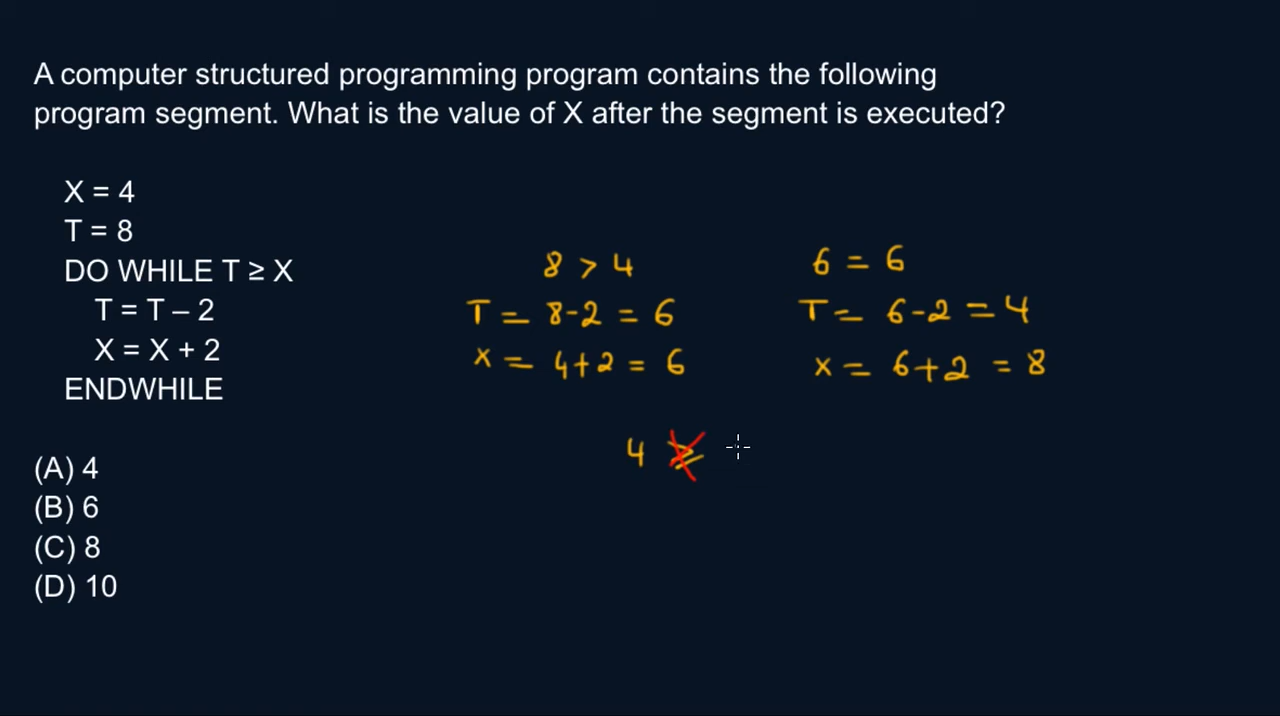 A computer structured programming program contains the following
program segment. What is the value of X after the segment is executed?
X = 4
T = 8
DO WHILE T ≥ X
T = T – 2
X = X + 2
ENDWHILE
(A) 4
(B) 6
(C) 8
(D) 10
8 > 4
T = 8-2 = 6
x = 4+2 = 6
6 = 6
T = 6-2 = 4
x = 6+2 = 8
4 ≥